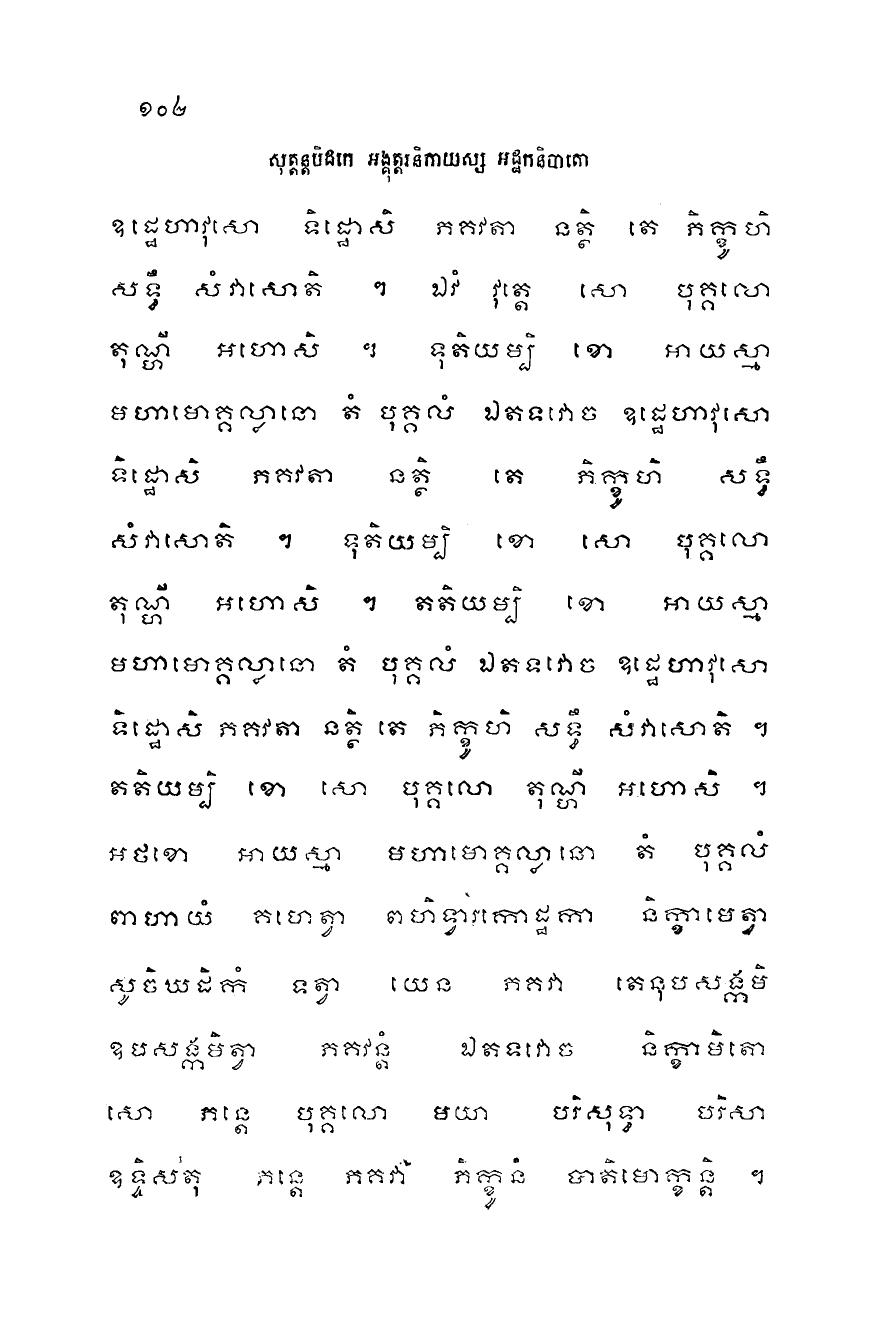 ១០៤
សុត្តន្តបិដកេ អង្គុត្តរនិកាយស្ស អដ្ឋកនិបាតោ
ឧដ្ឋេហាវុសោ ទិដ្ឋោសិ ភគវតា នត្ថិ តេ ភិក្ខូហិ
សទ្ធឹ សំវាសោតិ ។ ឯវំ វុត្តេ សោ បុគ្គលោ
តុណ្ហី អហោសិ ។ ទុតិយម្បិ ខោ អាយស្មា
មហាមោគ្គល្លានោ តំ បុគ្គលំ ឯតទវោច ឧដ្ឋេហាវុសោ
ទិដ្ឋោសិ ភគវតា នត្ថិ តេ ភិក្ខូហិ សទ្ធឹ
សំវាសោតិ ។ ទុតិយម្បិ ខោ សោ បុគ្គលោ
តុណ្ហី អហោសិ ។ តតិយម្បិ ខោ អាយស្មា
មហាមោគ្គល្លានោ តំ បុគ្គលំ ឯតទវោច ឧដ្ឋេហាវុសោ
ទិដ្ឋោសិ ភគវតា នត្ថិ តេ ភិក្ខូហិ សទ្ធឹ សំវាសោតិ ។
តតិយម្បិ ខោ សោ បុគ្គលោ តុណ្ហី អហោសិ ។
អថខោ អាយស្មា មហាមោគ្គល្លានោ តំ បុគ្គលំ
ពាហាយំ គហេត្វា ពហិទ្វារកោដ្ឋកា និក្ខាមេត្វា
សូចិឃដិកំ ទត្វា យេន ភគវា តេនុបសង្កមិ
ឧបសង្កមិត្វា ភគវន្តំ ឯតទវោច និក្ខាមិតោ
សោ ភន្តេ បុគ្គលោ មយា បរិសុទ្ធា បរិសា
ឧទ្ទិសតុ ភន្តេ ភគវា ភិក្ខូនំ បាតិមោក្ខន្តិ ។